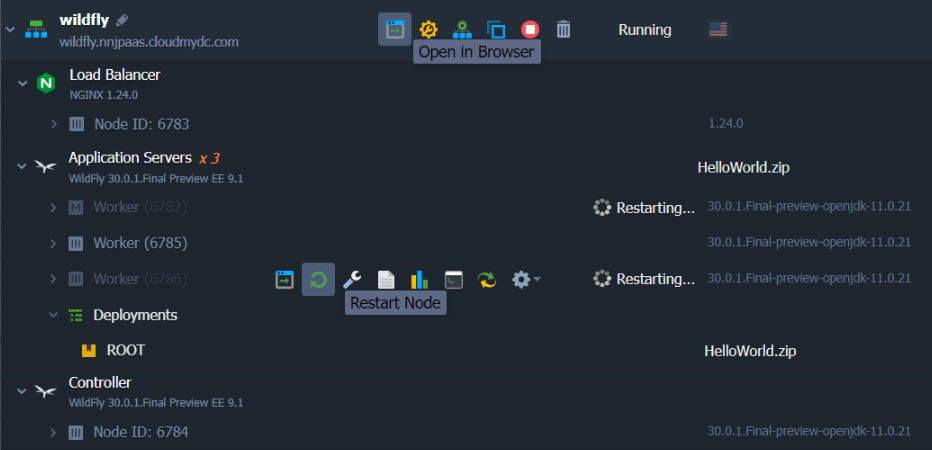 wildfly
wildfly.nnjpaas.cloudmydc.com
Running
Open in Browser
Load Balancer
NGINX 1.24.0
Node ID: 6783
1.24.0
Application Servers x 3
WildFly 30.0.1.Final Preview EE 9.1
HelloWorld.zip
M Worker (6782)
Restarting...
30.0.1.Final-preview-openjdk-11.0.21
Worker (6785)
30.0.1.Final-preview-openjdk-11.0.21
Worker (6786)
Restarting...
30.0.1.Final-preview-openjdk-11.0.21
Restart Node
Deployments
ROOT
HelloWorld.zip
Controller
WildFly 30.0.1.Final Preview EE 9.1
Node ID: 6784
30.0.1.Final-preview-openjdk-11.0.21